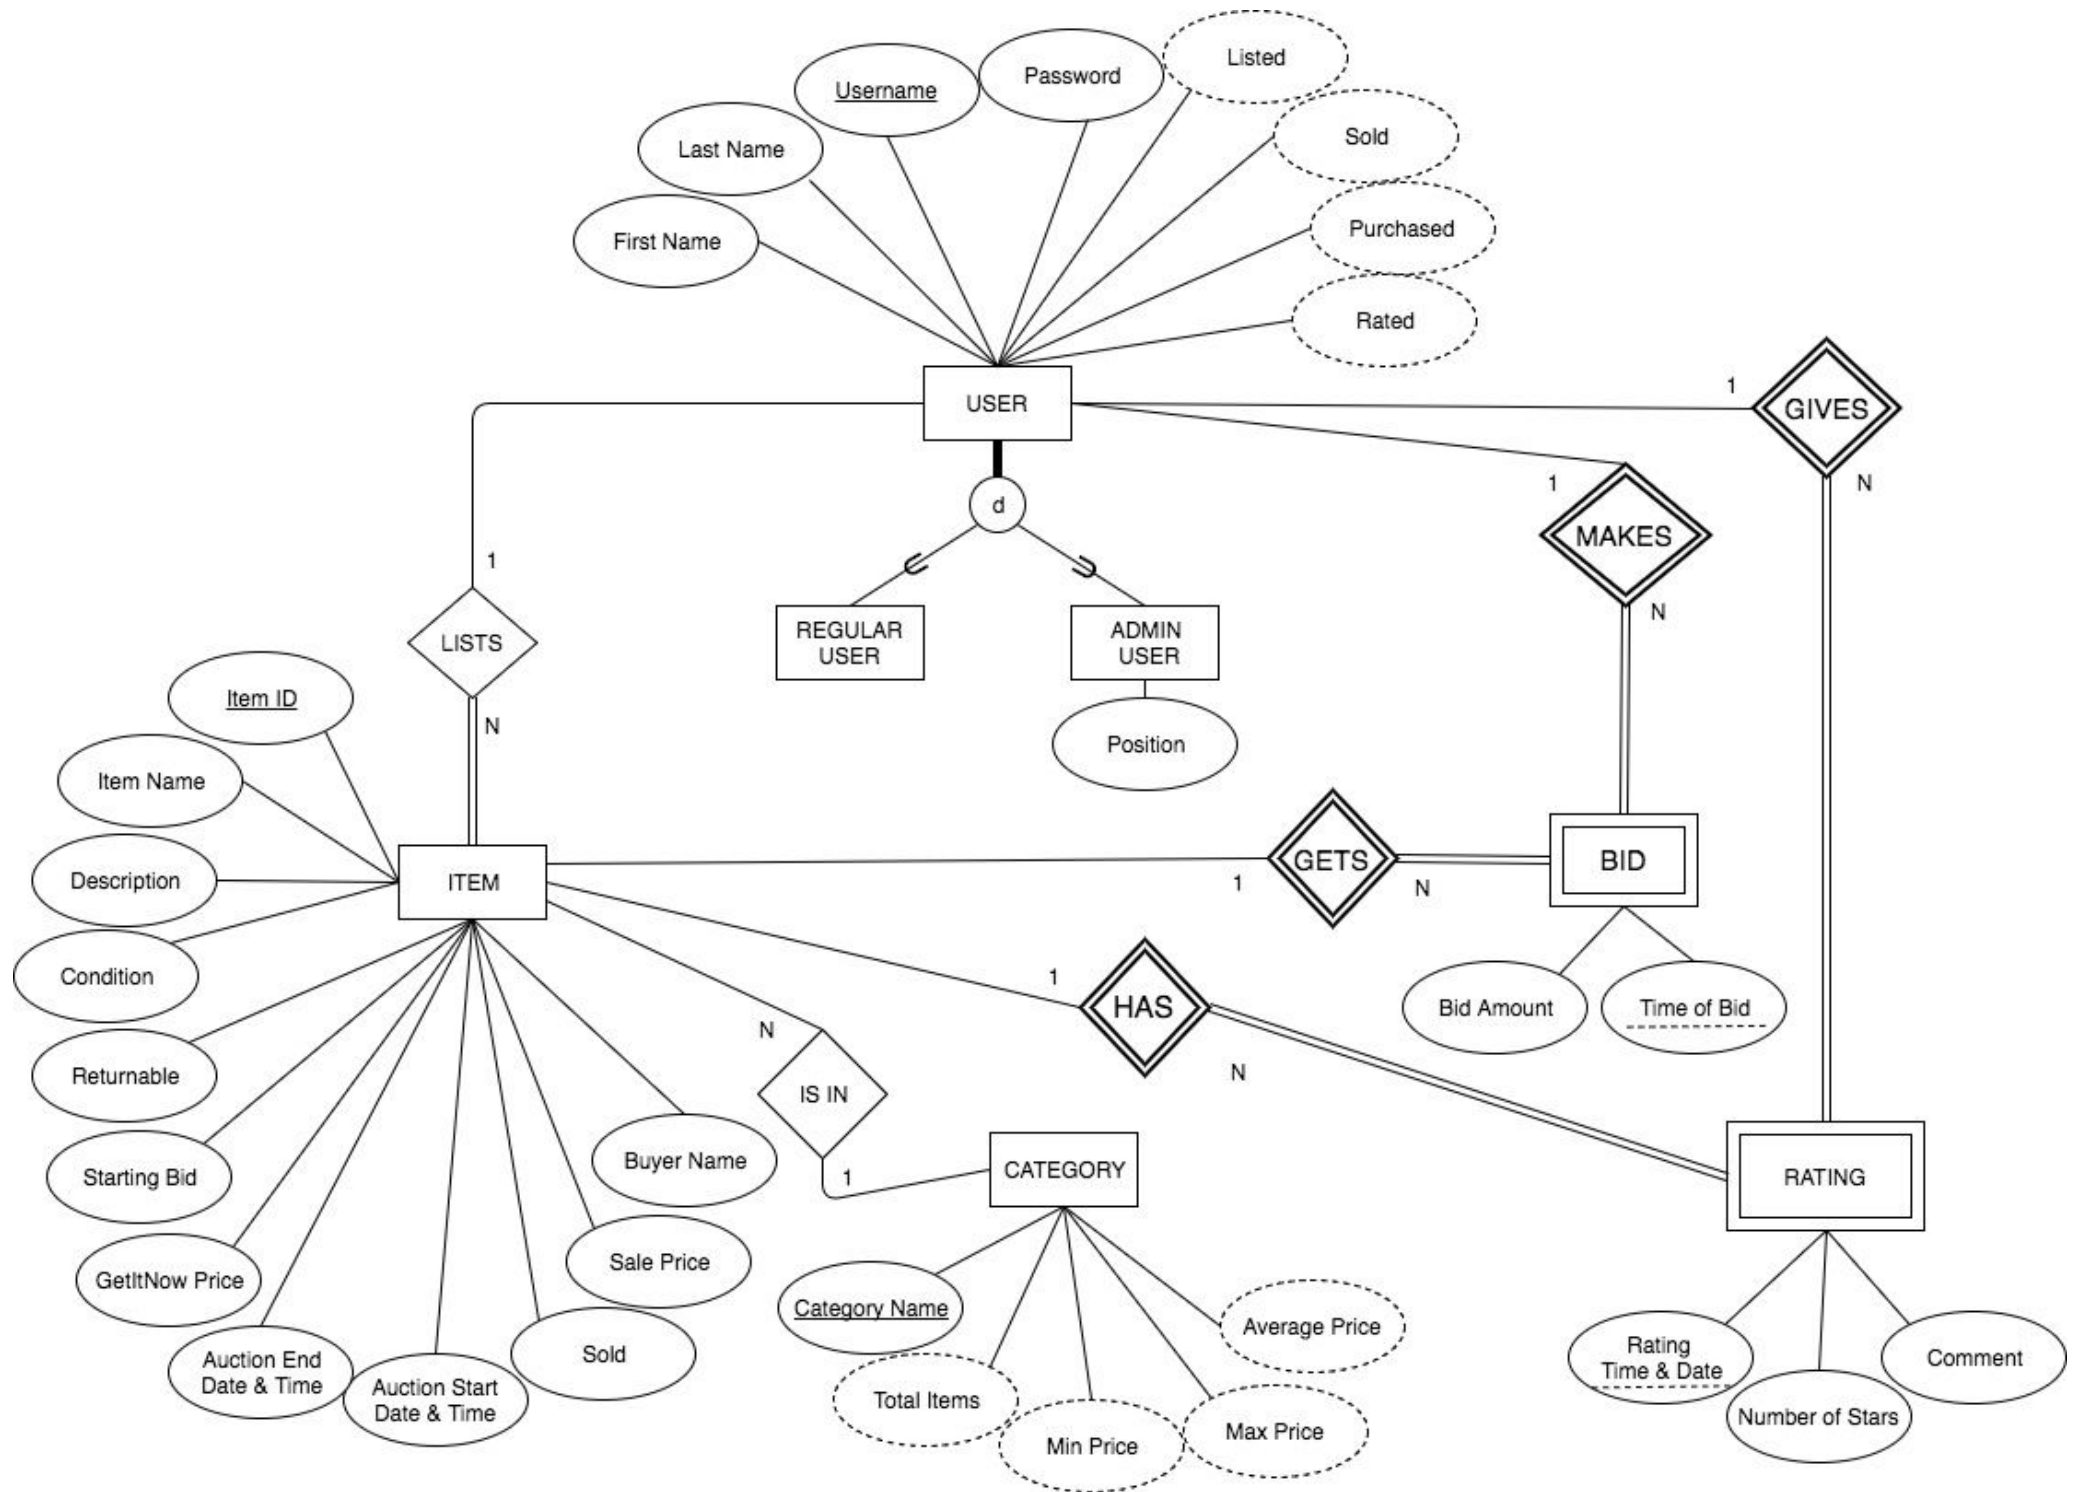 Listed
Password
Username
Sold
Last Name
Purchased
First Name
Rated
USER
1
GIVES
1
N
MAKES
d
1
N
REGULAR
USER
ADMIN
USER
LISTS
Item ID
N
Position
Item Name
GETS
BID
Description
ITEM
1
N
Condition
1
HAS
Bid Amount
Time of Bid
N
N
Returnable
IS IN
Buyer Name
CATEGORY
1
RATING
Starting Bid
Sale Price
GetItNow Price
Category Name
Average Price
Auction End
Date & Time
Sold
Rating
Time & Date
Comment
Auction Start
Date & Time
Total Items
Min Price
Max Price
Number of Stars